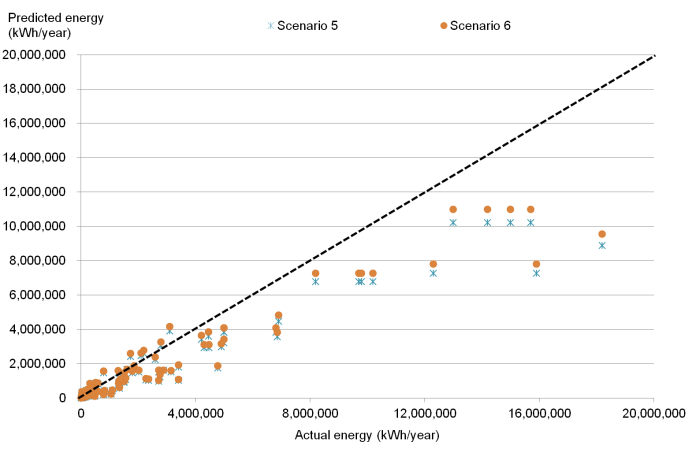 Predicted energy
(kWh/year)
Scenario 5
Scenario 6
20,000,000
18,000,000
16,000,000
14,000,000
12,000,000
10,000,000
8,000,000
6,000,000
4,000,000
2,000,000
0
0 4,000,000 8,000,000 12,000,000 16,000,000 20,000,000
Actual energy (kWh/year)